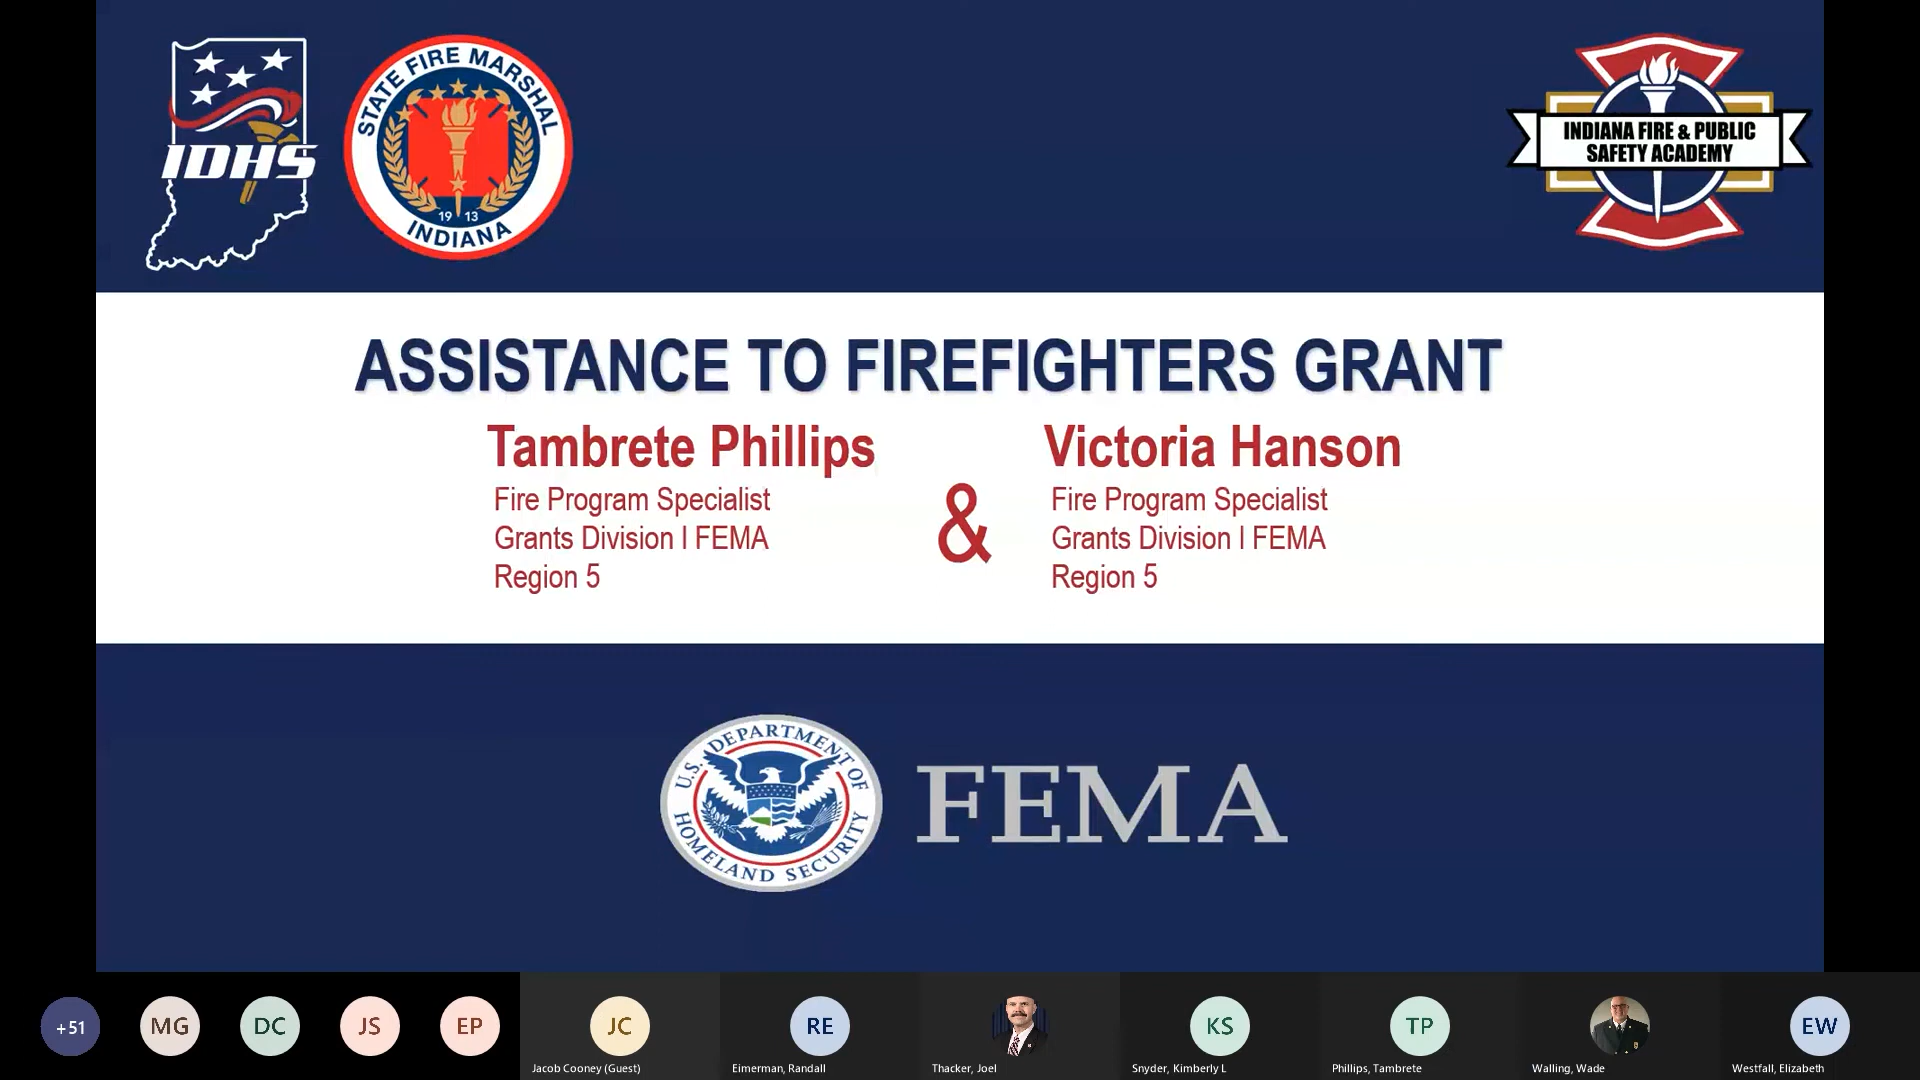 IDHS
STATE FIRE MARSHAL
19 13
INDIANA
INDIANA FIRE & PUBLIC
SAFETY ACADEMY
ASSISTANCE TO FIREFIGHTERS GRANT
Tambrete Phillips
Fire Program Specialist
Grants Division I FEMA
Region 5
&
Victoria Hanson
Fire Program Specialist
Grants Division I FEMA
Region 5
U.S. DEPARTMENT OF
HOMELAND SECURITY
FEMA
+51
MG
DC
JS
EP
JC
RE
KS
TP
EW
Jacob Cooney (Guest)
Eimerman, Randall
Thacker, Joel
Snyder, Kimberly L
Phillips, Tambrete
Walling, Wade
Westfall, Elizabeth